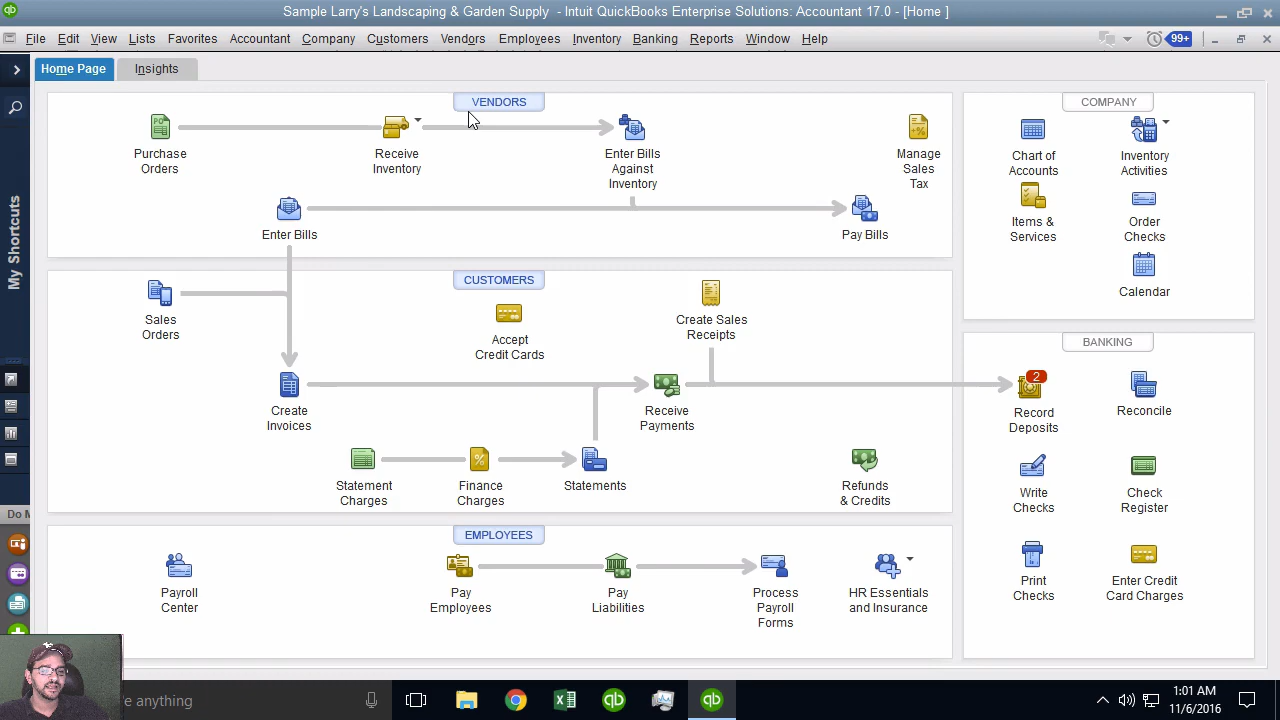 Sample Larry's Landscaping & Garden Supply - Intuit QuickBooks Enterprise Solutions: Accountant 17.0 - [Home ]
File Edit View Lists Favorites Accountant Company Customers Vendors Employees Inventory Banking Reports Window Help
99+
Home Page Insights
My Shortcuts
Do M
VENDORS
PO
Purchase
Orders
Receive
Inventory
Enter Bills
Against
Inventory
Manage
Sales
Tax
Enter Bills
Pay Bills
CUSTOMERS
Sales
Orders
Accept
Credit Cards
Create Sales
Receipts
Create
Invoices
Receive
Payments
Statement
Charges
Finance
Charges
Statements
Refunds
& Credits
EMPLOYEES
Payroll
Center
Pay
Employees
Pay
Liabilities
Process
Payroll
Forms
HR Essentials
and Insurance
COMPANY
Chart of
Accounts
Inventory
Activities
Items &
Services
Order
Checks
Calendar
BANKING
2
Record
Deposits
Reconcile
Write
Checks
Check
Register
Print
Checks
Enter Credit
Card Charges
anything
qb
qb
1:01 AM
11/6/2016